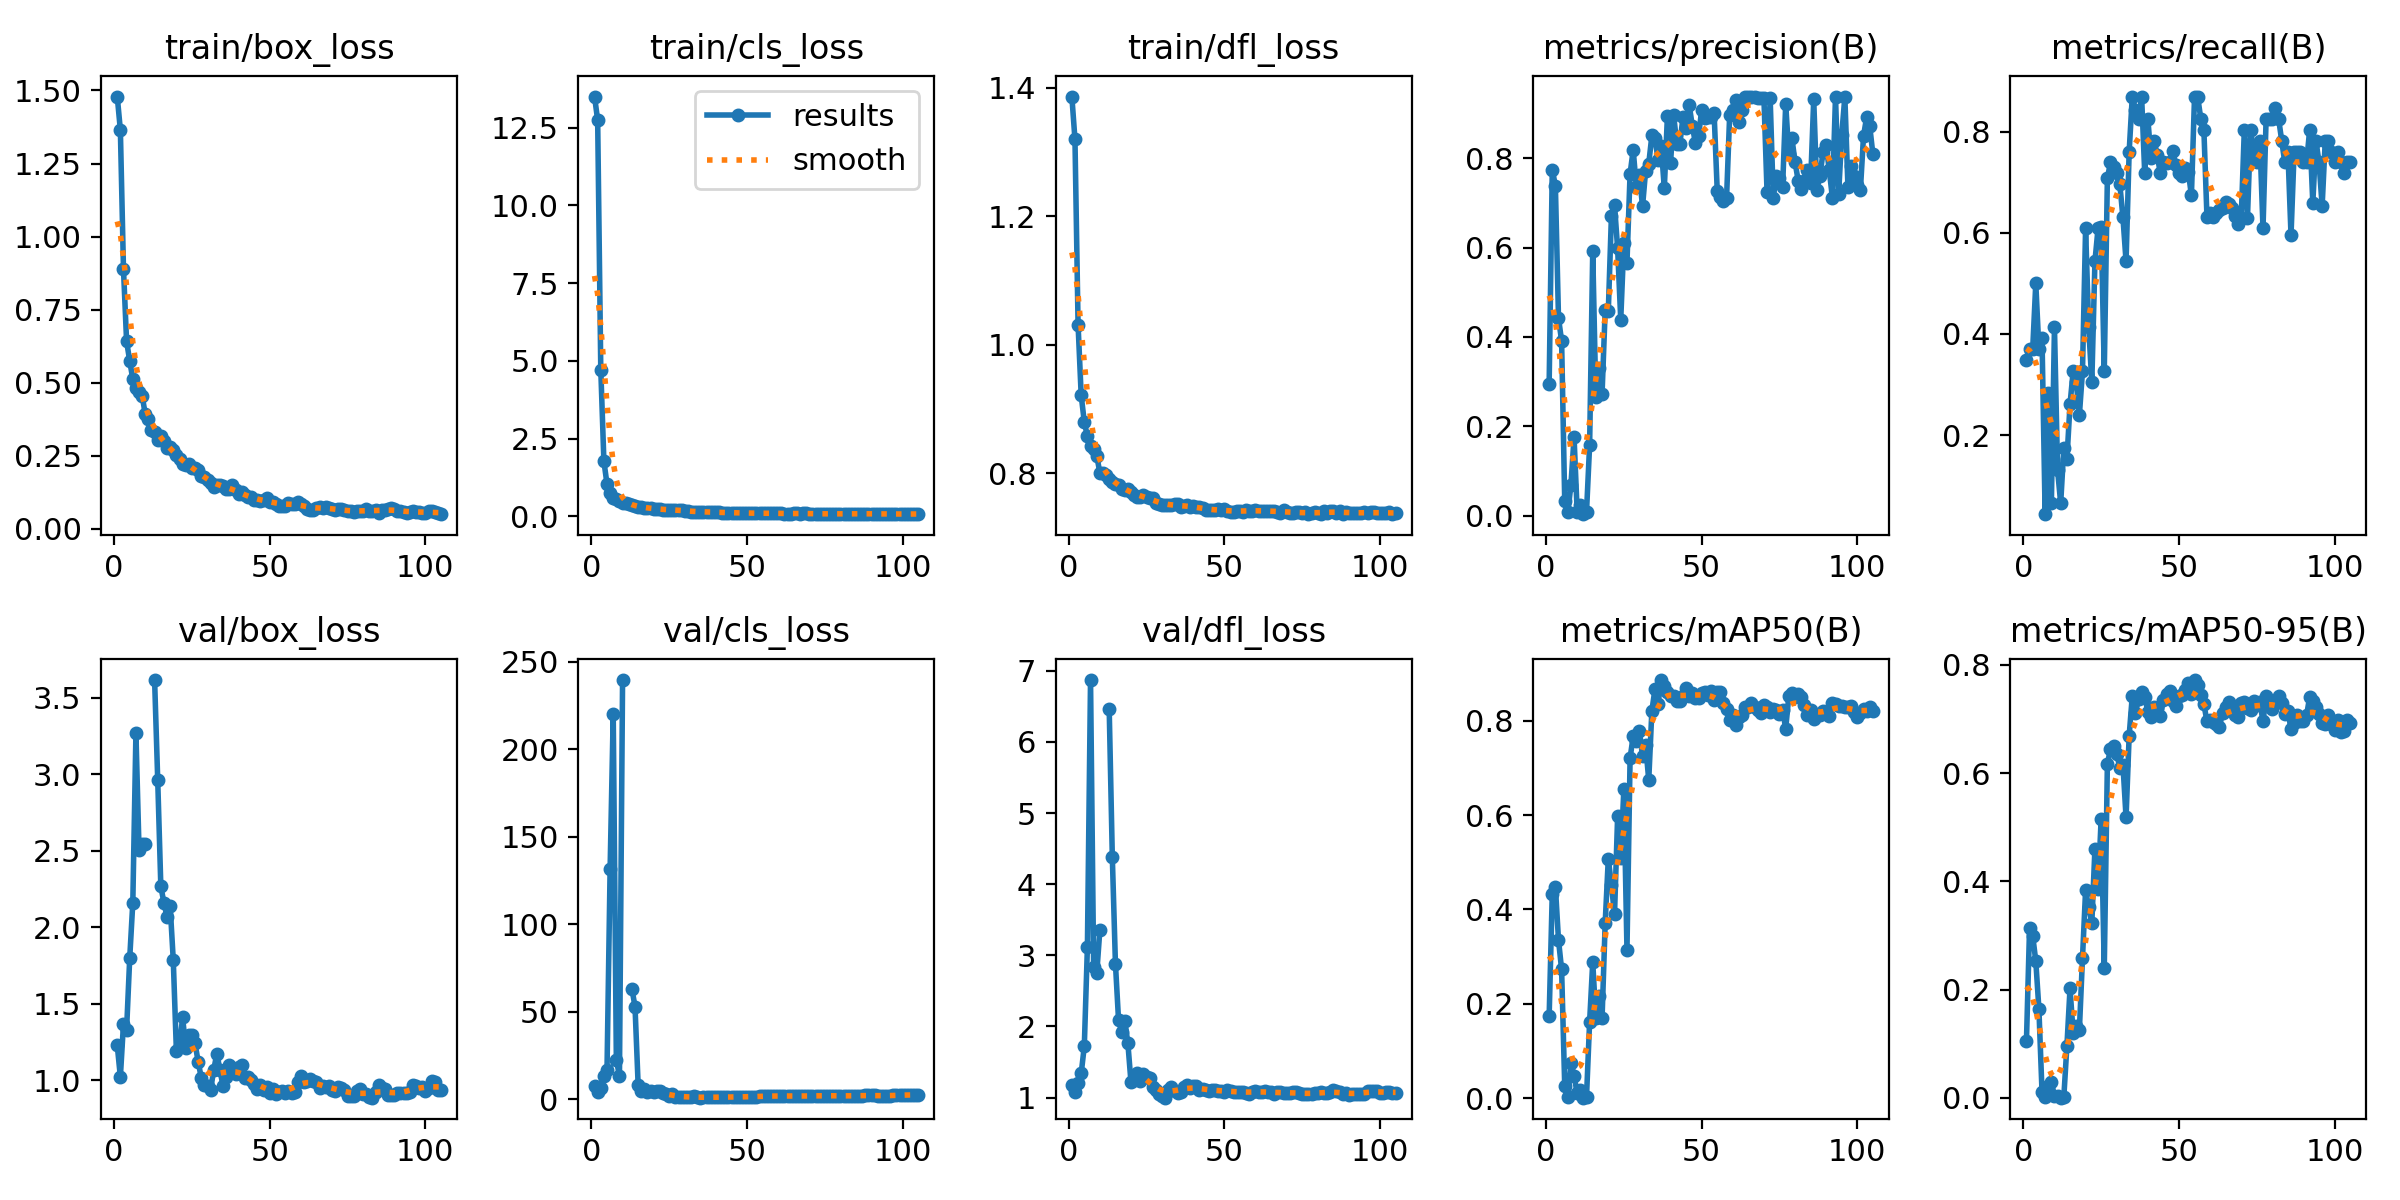 train/box_loss
1.50
1.25
1.00
0.75
0.50
0.25
0.00
0 50 100
train/cls_loss
results
smooth
12.5
10.0
7.5
5.0
2.5
0.0
0 50 100
train/dfl_loss
1.4
1.2
1.0
0.8
0 50 100
metrics/precision(B)
0.8
0.6
0.4
0.2
0.0
0 50 100
metrics/recall(B)
0.8
0.6
0.4
0.2
0 50 100
val/box_loss
3.5
3.0
2.5
2.0
1.5
1.0
0 50 100
val/cls_loss
250
200
150
100
50
0
0 50 100
val/dfl_loss
7
6
5
4
3
2
1
0 50 100
metrics/mAP50(B)
0.8
0.6
0.4
0.2
0.0
0 50 100
metrics/mAP50-95(B)
0.8
0.6
0.4
0.2
0.0
0 50 100